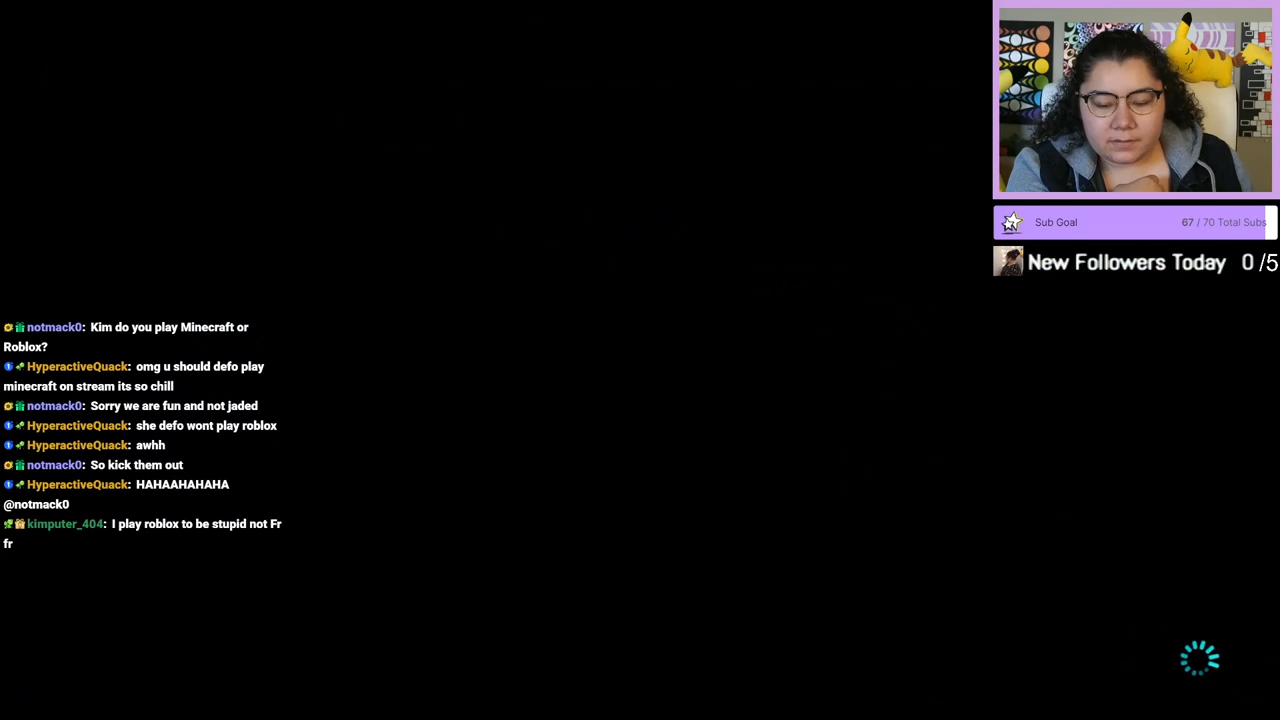 Sub Goal 67 / 70 Total Subs
New Followers Today 0 /5
notmack0: Kim do you play Minecraft or
Roblox?
HyperactiveQuack: omg u should defo play
minecraft on stream its so chill
notmack0: Sorry we are fun and not jaded
HyperactiveQuack: she defo wont play roblox
HyperactiveQuack: awhh
notmack0: So kick them out
HyperactiveQuack: HAHAAHAHAHA
@notmack0
kimputer_404: I play roblox to be stupid not Fr
fr